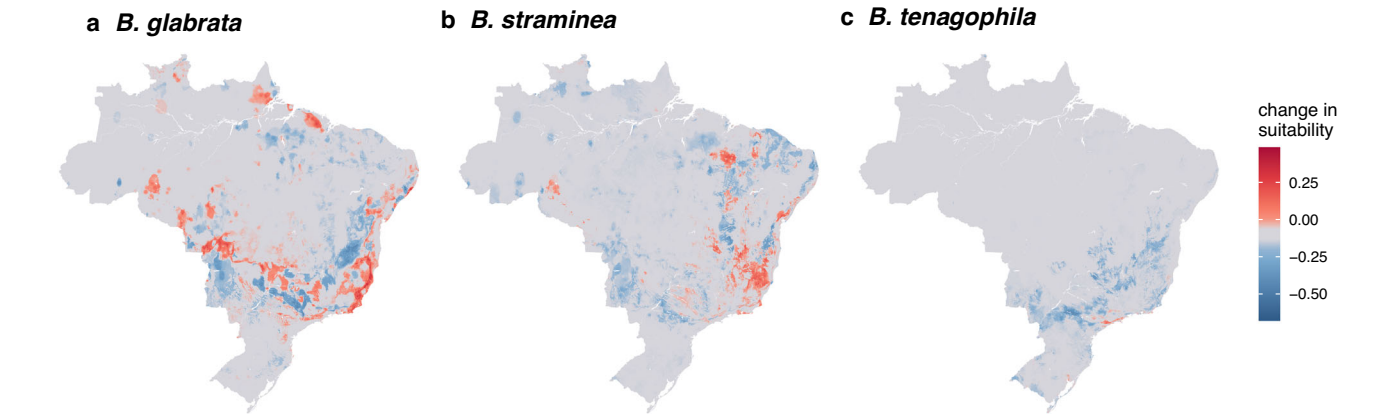 a B. glabrata
b B. straminea
c B. tenagophila
change in
suitability
0.25
0.00
−0.25
−0.50